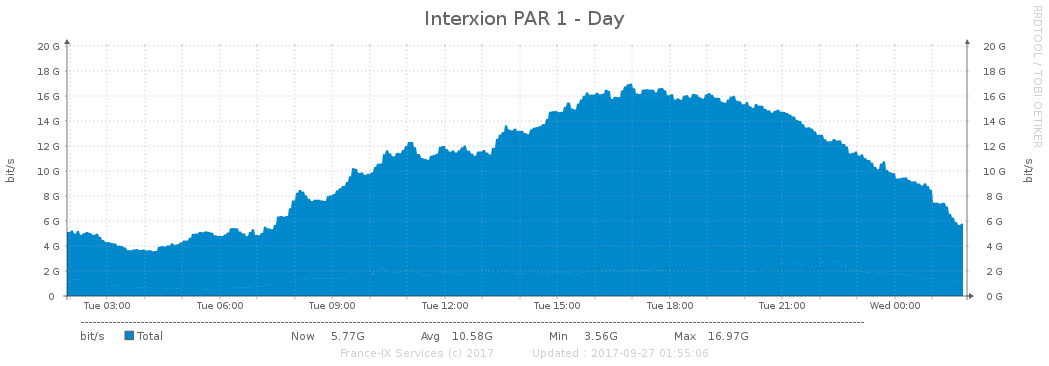 Interxion PAR 1 - Day
RRDTOOL / TOBI OETIKER
bit/s
20 G 20 G
18 G 18 G
16 G 16 G
14 G 14 G
12 G 12 G
10 G 10 G
8 G 8 G
6 G 6 G
4 G 4 G
2 G 2 G
0 0 G
bit/s
Tue 03:00 Tue 06:00 Tue 09:00 Tue 12:00 Tue 15:00 Tue 18:00 Tue 21:00 Wed 00:00
bit/s Total Now 5.77G Avg 10.58G Min 3.56G Max 16.97G
France-IX Services (c) 2017 Updated : 2017-09-27 01:55:06